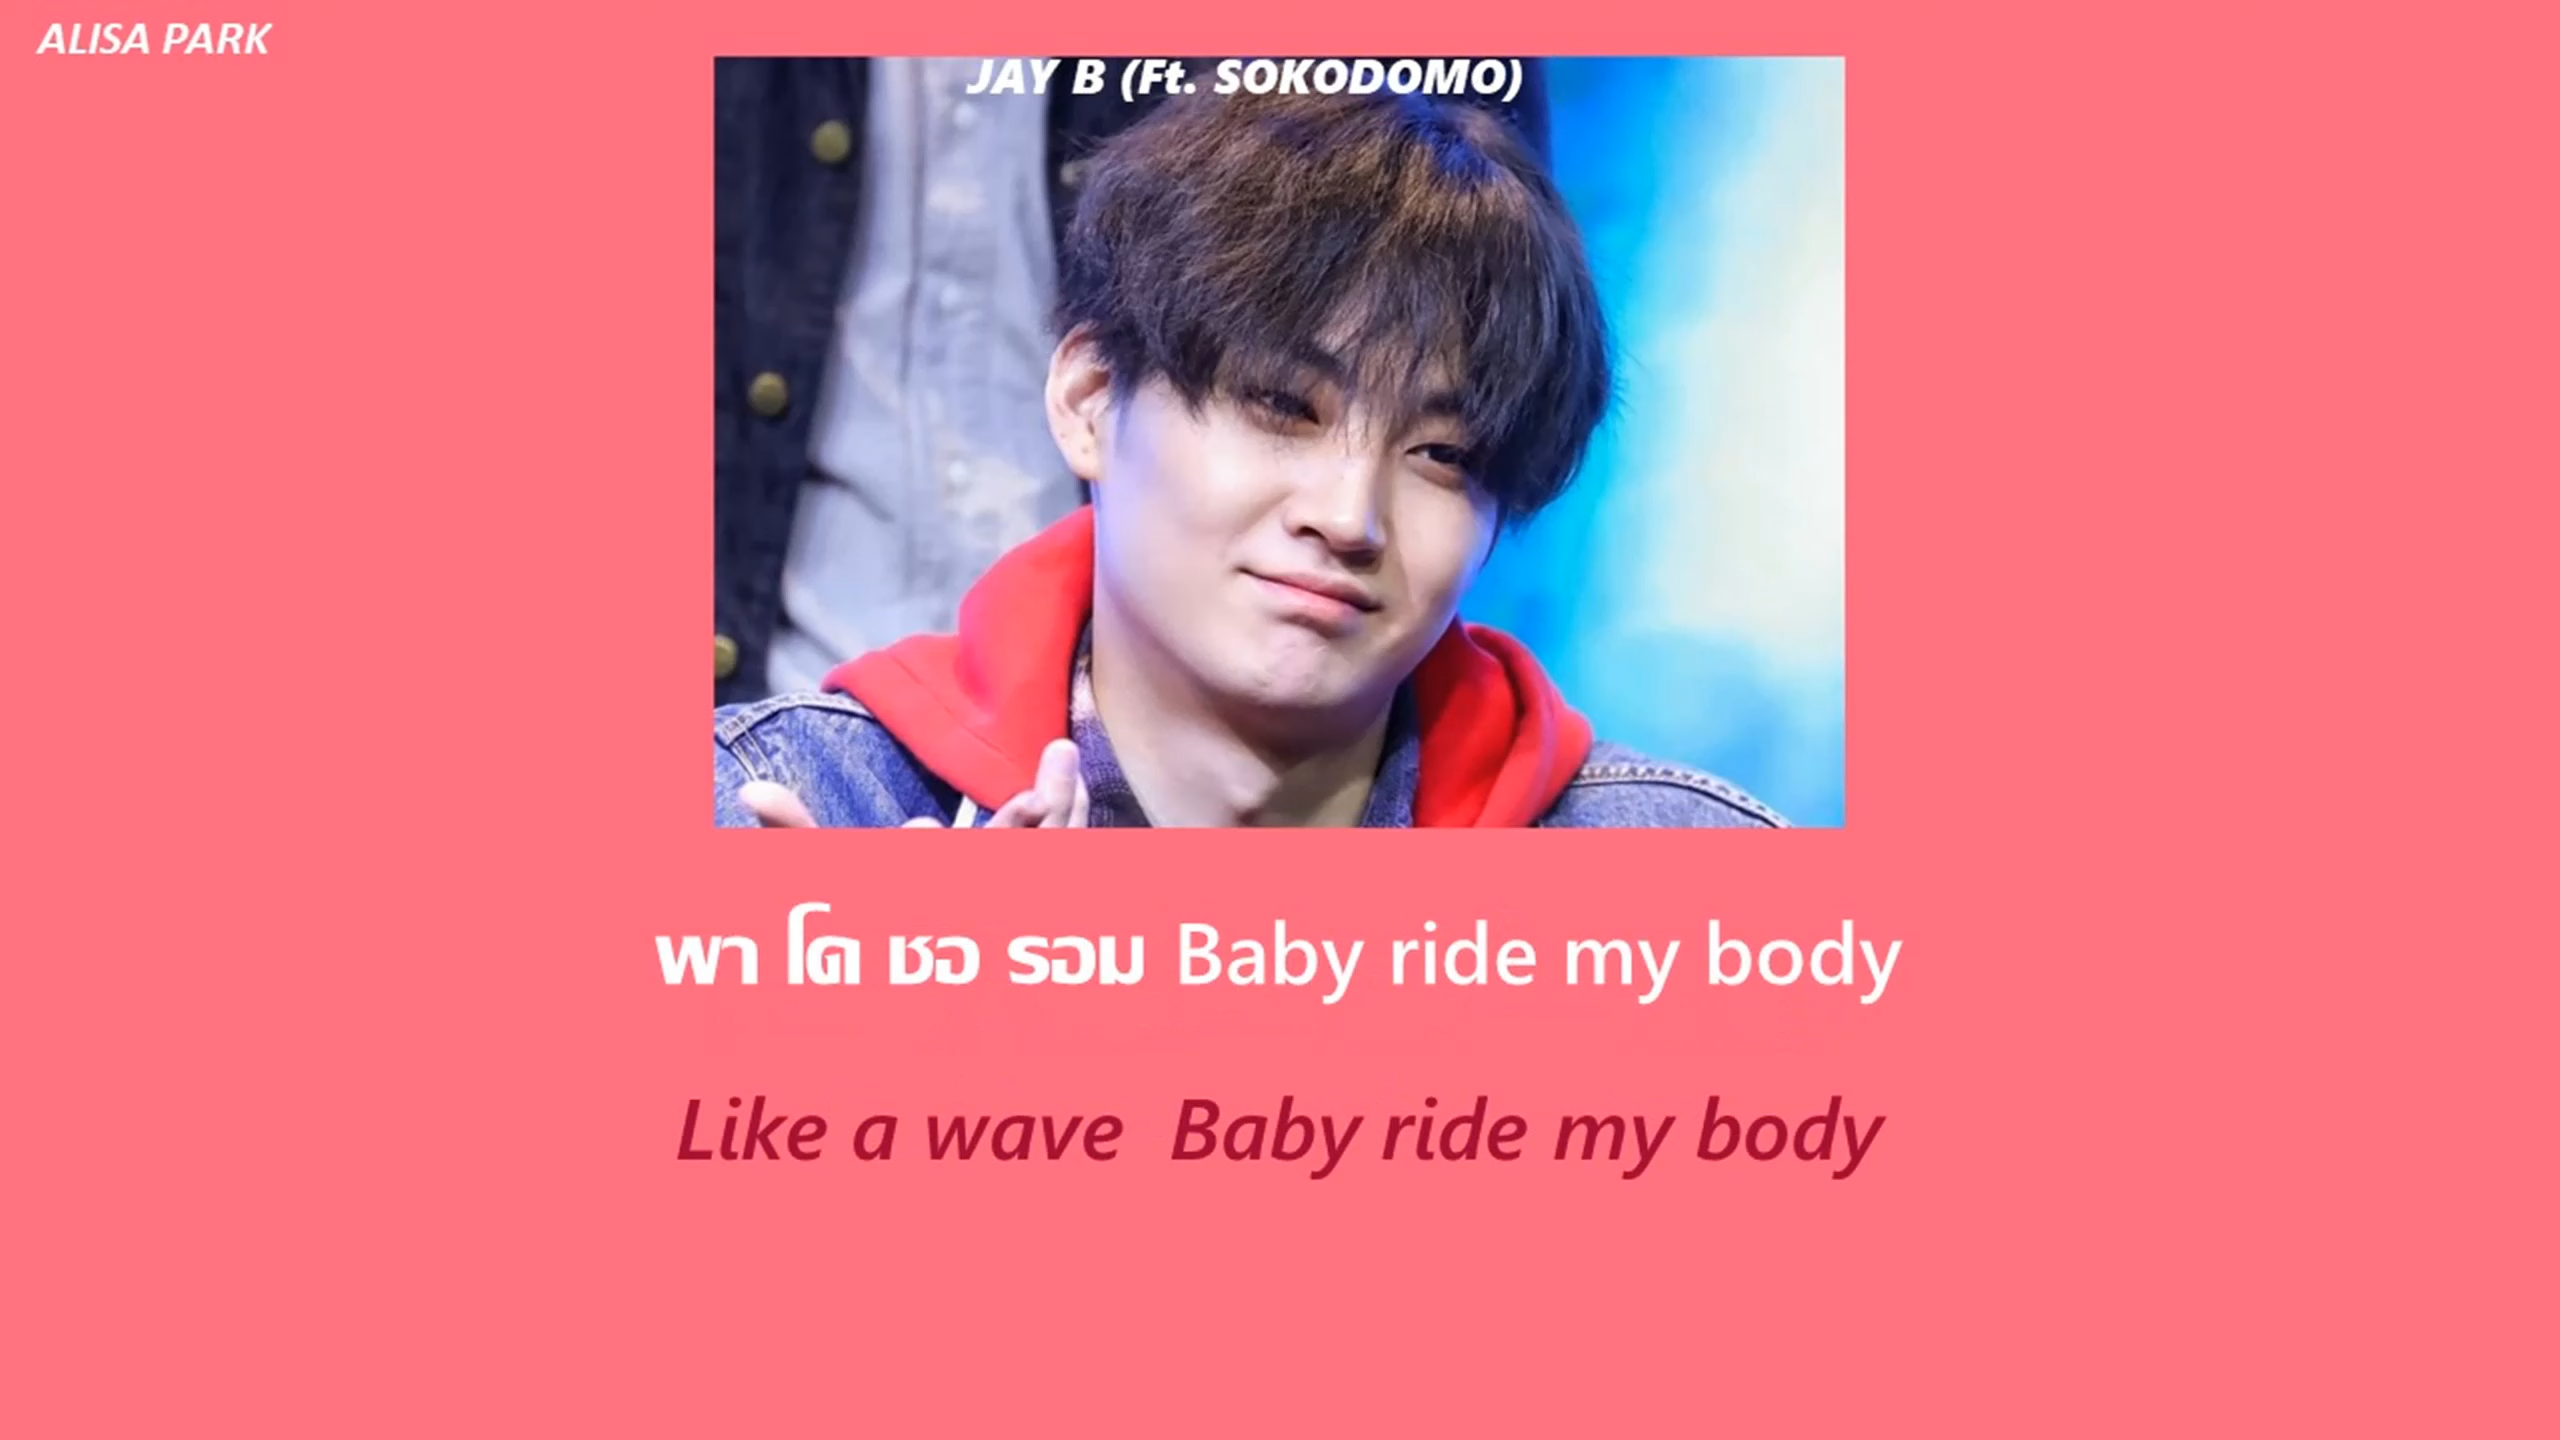 ALISA PARK
JAY B (Ft. SOKODOMO)
พา โด ชอ รอม Baby ride my body
Like a wave  Baby ride my body